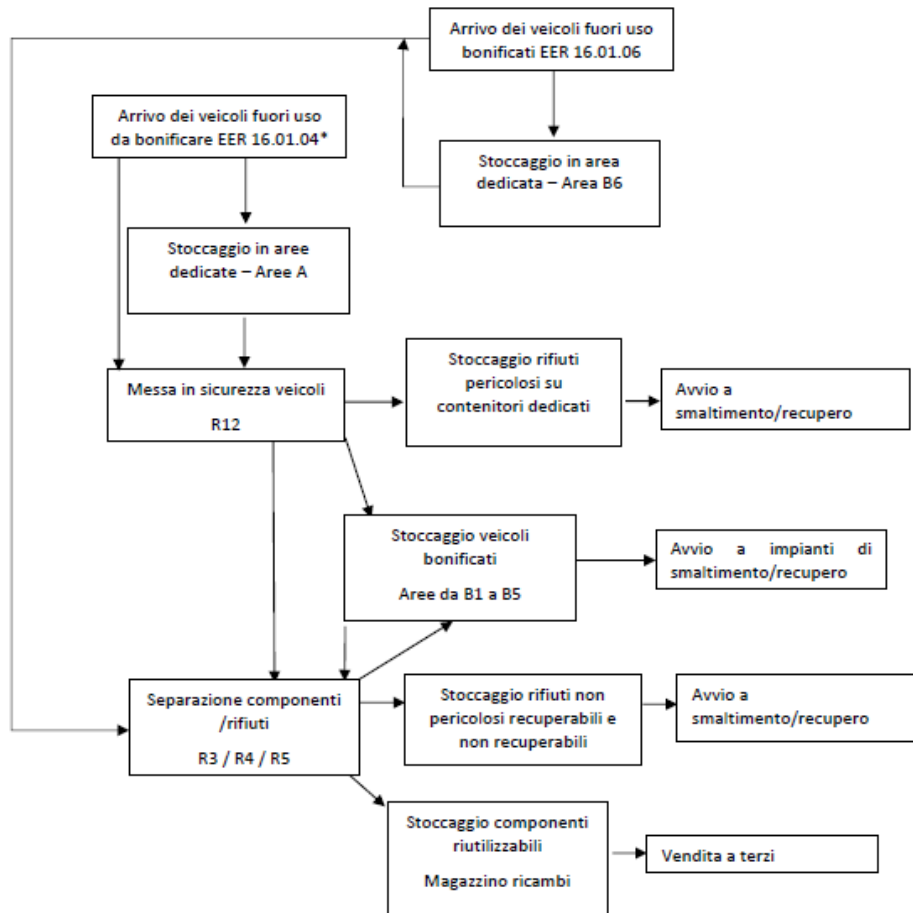 Arrivo dei veicoli fuori uso
bonificati EER 16.01.06
Arrivo dei veicoli fuori uso
da bonificare EER 16.01.04*
Stoccaggio in area
dedicata – Area B6
Stoccaggio in aree
dedicate – Aree A
Messa in sicurezza veicoli
R12
Stoccaggio rifiuti
pericolosi su
contenitori dedicati
Avvio a
smaltimento/recupero
Stoccaggio veicoli
bonificati
Aree da B1 a B5
Avvio a impianti di
smaltimento/recupero
Separazione componenti
/rifiuti
R3 / R4 / R5
Stoccaggio rifiuti non
pericolosi recuperabili e
non recuperabili
Avvio a
smaltimento/recupero
Stoccaggio componenti
riutilizzabili
Magazzino ricambi
Vendita a terzi